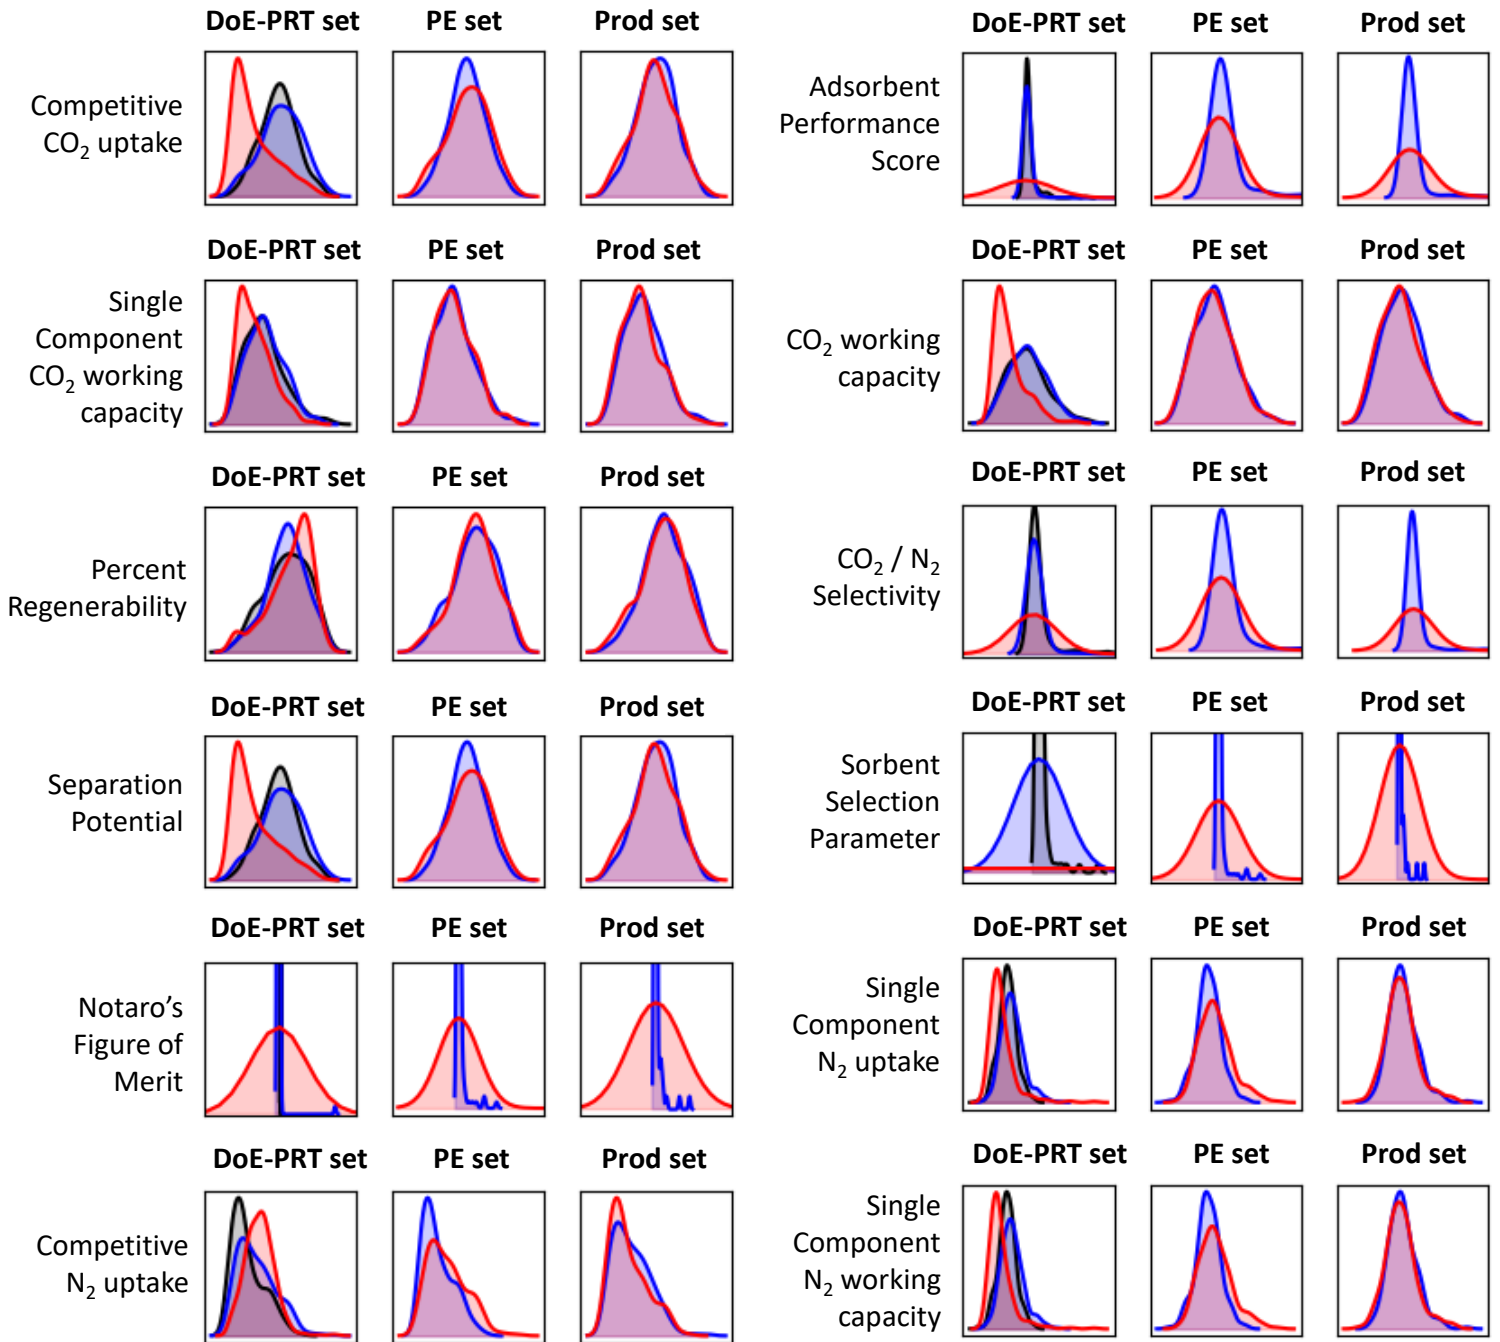 DoE-PRT set PE set Prod set
Competitive
CO₂ uptake
DoE-PRT set PE set Prod set
Adsorbent
Performance
Score
DoE-PRT set PE set Prod set
Single
Component
CO₂ working
capacity
DoE-PRT set PE set Prod set
CO₂ working
capacity
DoE-PRT set PE set Prod set
Percent
Regenerability
DoE-PRT set PE set Prod set
CO₂ / N₂
Selectivity
DoE-PRT set PE set Prod set
Separation
Potential
DoE-PRT set PE set Prod set
Sorbent
Selection
Parameter
DoE-PRT set PE set Prod set
Notaro’s
Figure of
Merit
DoE-PRT set PE set Prod set
Single
Component
N₂ uptake
DoE-PRT set PE set Prod set
Competitive
N₂ uptake
DoE-PRT set PE set Prod set
Single
Component
N₂ working
capacity